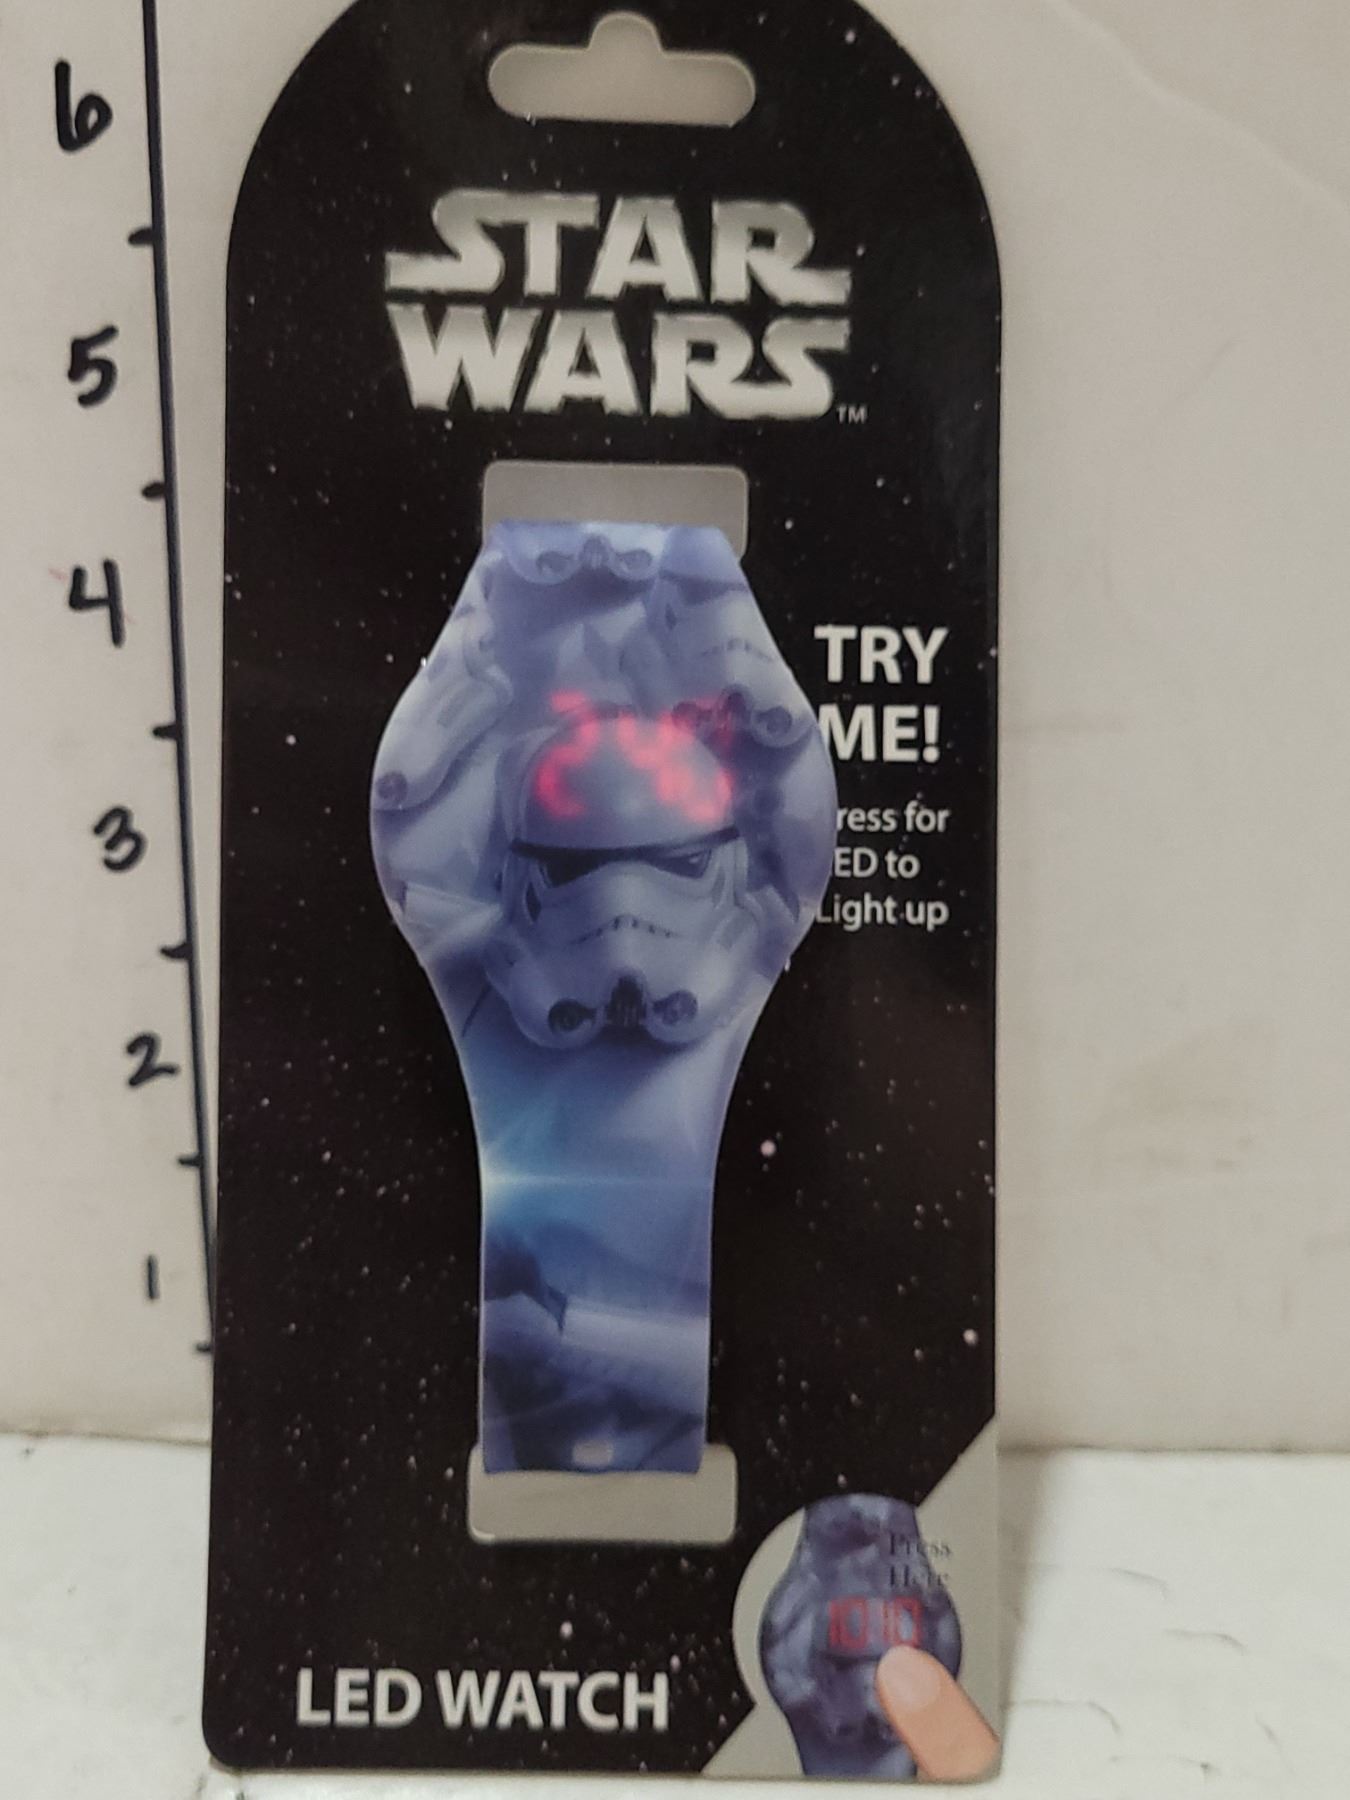 6
5
4
3
2
1
STAR
WARS
™
TRY
ME!
ress for
ED to
Light up
Press
Here
10:10
LED WATCH